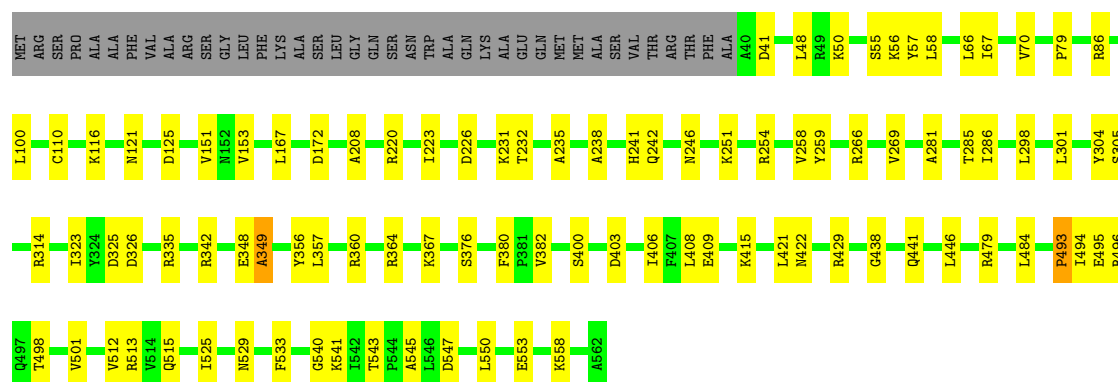 MET ARG SER PRO ALA ALA PHE VAL ALA ARG SER GLY LEU PHE LYS ALA SER LEU GLY GLN SER ASN TRP ALA GLN LYS ALA GLU GLN MET MET ALA SER VAL THR ARG THR PHE ALA A40 D41 L48 R49 K50 S55 K56 Y57 L58 L66 I67 V70 P79 R86
L100 C110 K116 N121 D125 V151 N152 V153 L167 D172 A208 R220 I223 D226 K231 T232 A235 A238 H241 Q242 N246 K251 R254 V258 Y259 R266 V269 A281 T285 I286 L298 L301 Y304 S305
R314 I323 Y324 D325 D326 R335 R342 E348 A349 Y356 L357 R360 R364 K367 S376 F380 P381 V382 S400 D403 I406 F407 L408 E409 K415 L421 N422 R429 G438 Q441 L446 R479 L484 P493 I494 E495
Q497 T498 V501 V512 R513 V514 Q515 I525 N529 F533 G540 K541 I542 T543 P544 A545 L546 D547 L550 E553 K558 A562